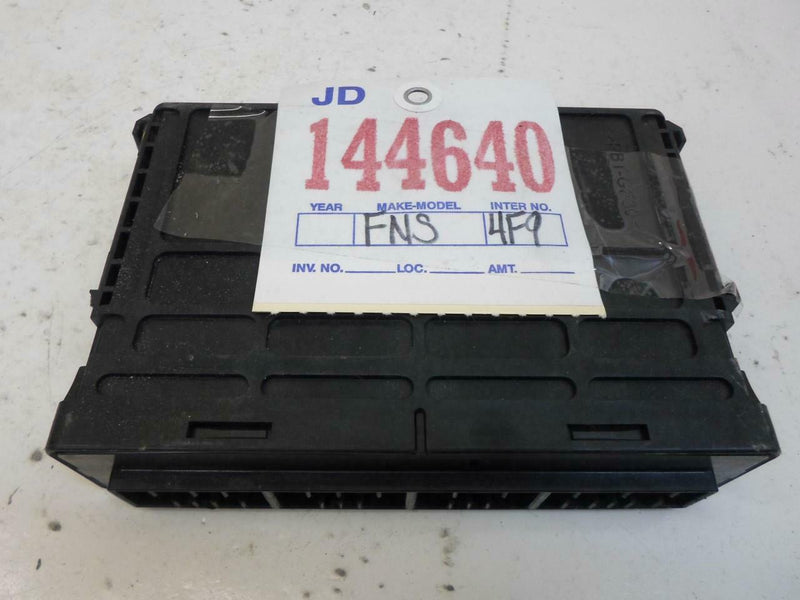 JD
144640
YEAR MAKE-MODEL INTER NO.
FNS 4F9
INV. NO. LOC. AMT.